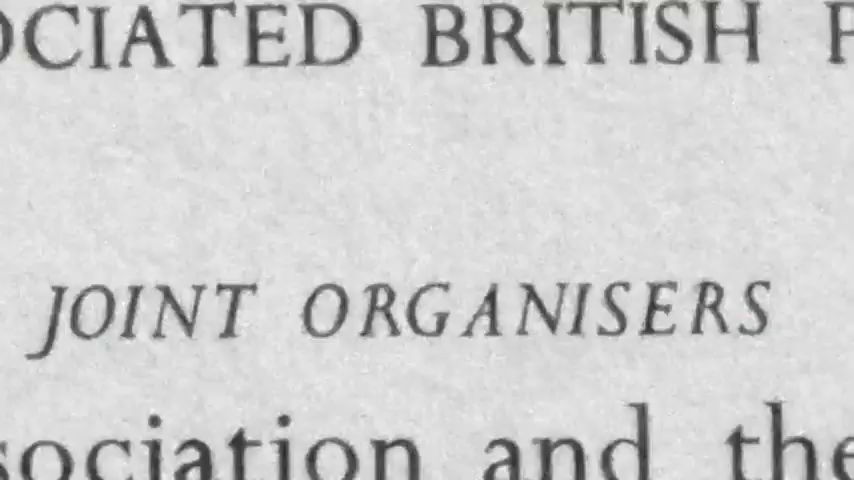 OCIATED BRITISH
JOINT ORGANISERS
sociation and the